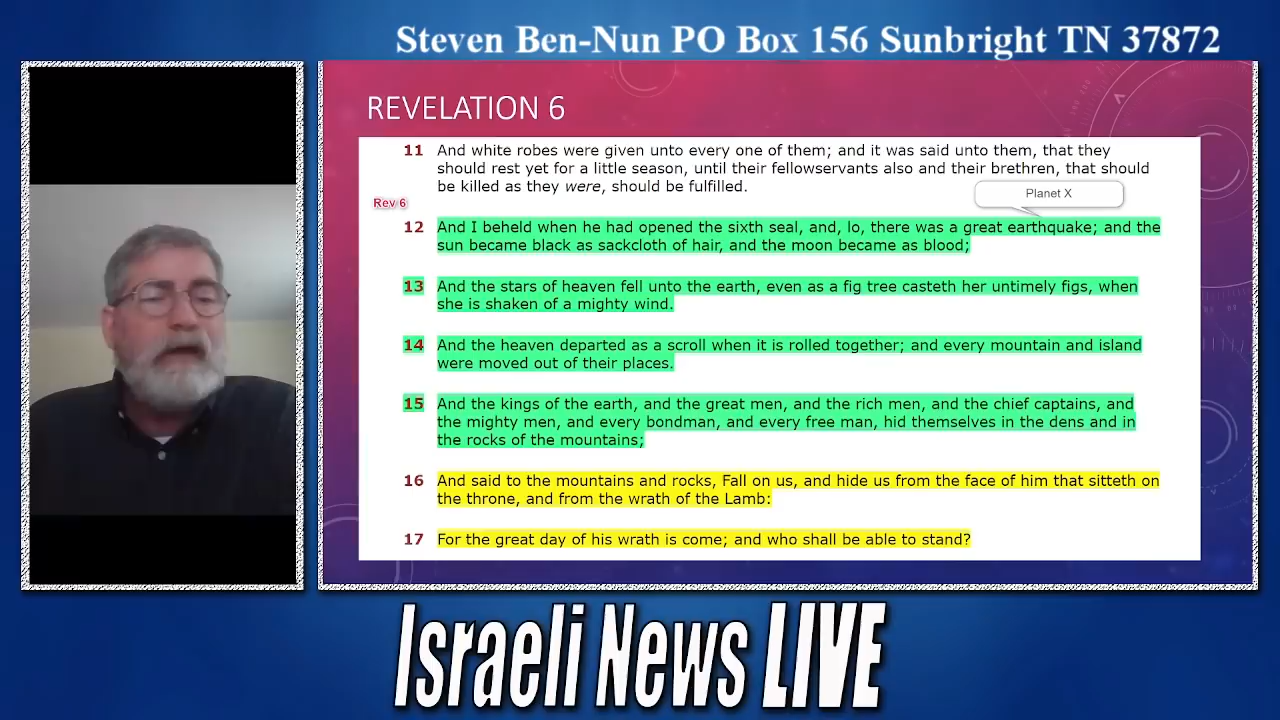 Steven Ben-Nun PO Box 156 Sunbright TN 37872
REVELATION 6
11 And white robes were given unto every one of them; and it was said unto them, that they
should rest yet for a little season, until their fellowservants also and their brethren, that should
be killed as they were, should be fulfilled.
Planet X
Rev 6
12 And I beheld when he had opened the sixth seal, and, lo, there was a great earthquake; and the
sun became black as sackcloth of hair, and the moon became as blood;
13 And the stars of heaven fell unto the earth, even as a fig tree casteth her untimely figs, when
she is shaken of a mighty wind.
14 And the heaven departed as a scroll when it is rolled together; and every mountain and island
were moved out of their places.
15 And the kings of the earth, and the great men, and the rich men, and the chief captains, and
the mighty men, and every bondman, and every free man, hid themselves in the dens and in
the rocks of the mountains;
16 And said to the mountains and rocks, Fall on us, and hide us from the face of him that sitteth on
the throne, and from the wrath of the Lamb:
17 For the great day of his wrath is come; and who shall be able to stand?
Israeli News LIVE